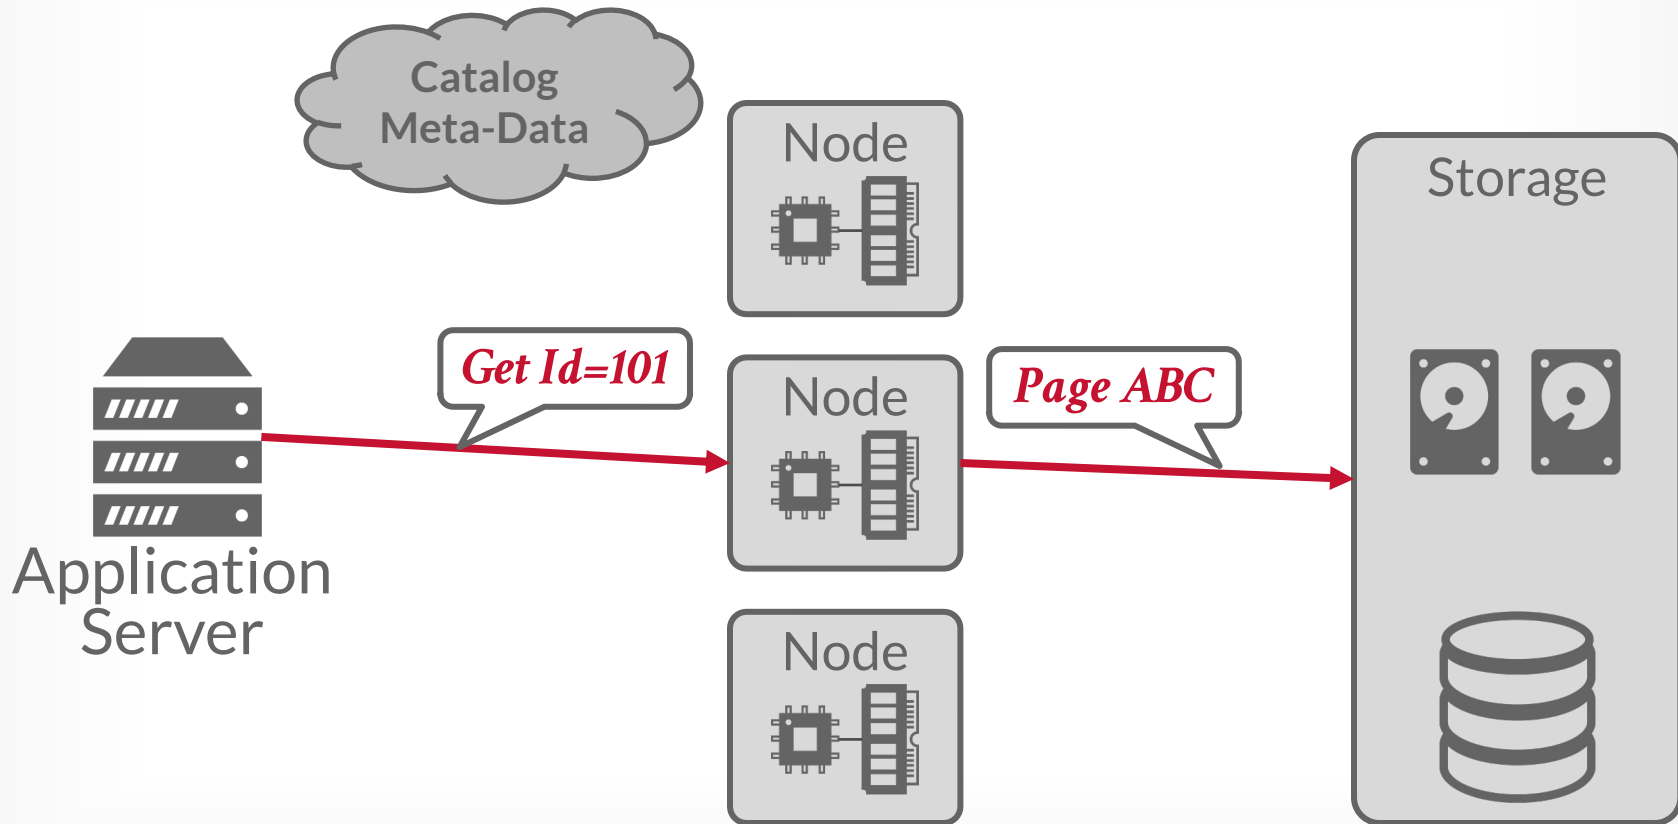 Catalog
Meta-Data
Node
Storage
Get Id=101
Node
Page ABC
Application
Server
Node